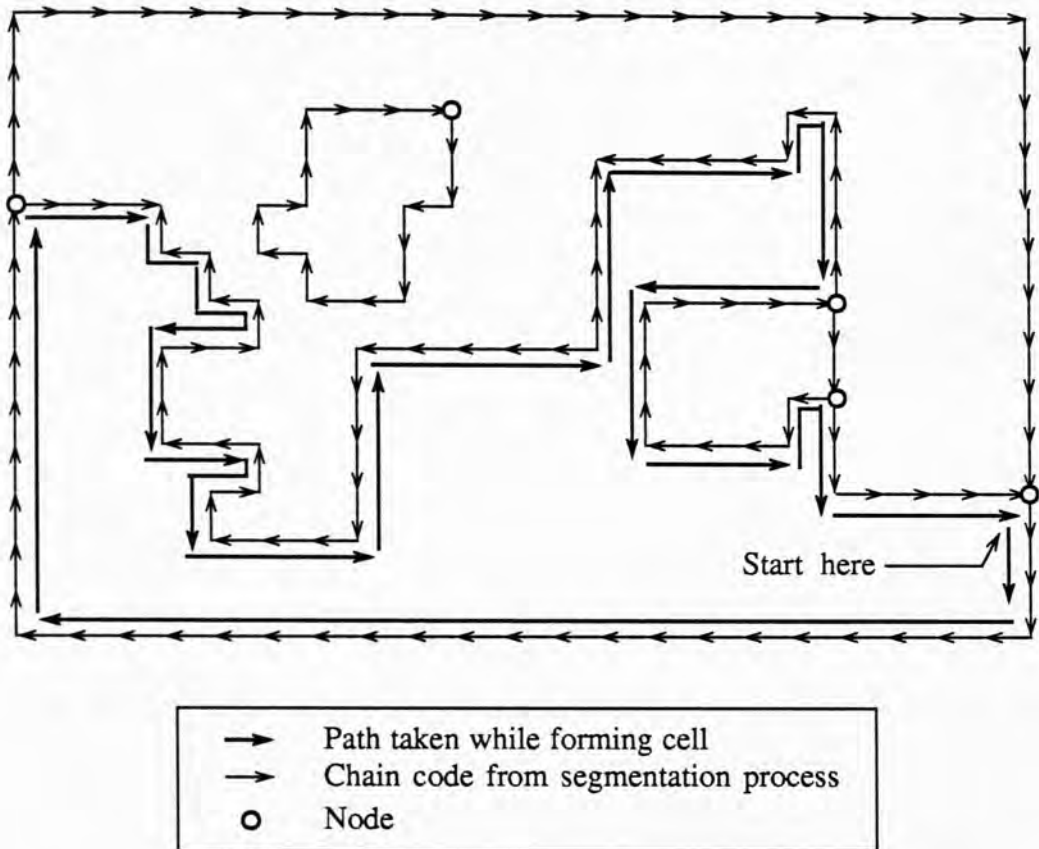 Start here
Path taken while forming cell
Chain code from segmentation process
Node